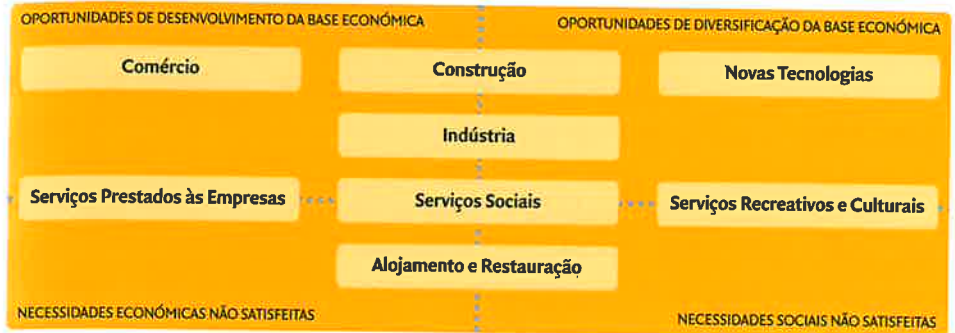 OPORTUNIDADES DE DESENVOLVIMENTO DA BASE ECONÓMICA
OPORTUNIDADES DE DIVERSIFICAÇÃO DA BASE ECONÓMICA
Comércio
Construção
Novas Tecnologias
Indústria
Serviços Prestados às Empresas
Serviços Sociais
Serviços Recreativos e Culturais
Alojamento e Restauração
NECESSIDADES ECONÓMICAS NÃO SATISFEITAS
NECESSIDADES SOCIAIS NÃO SATISFEITAS